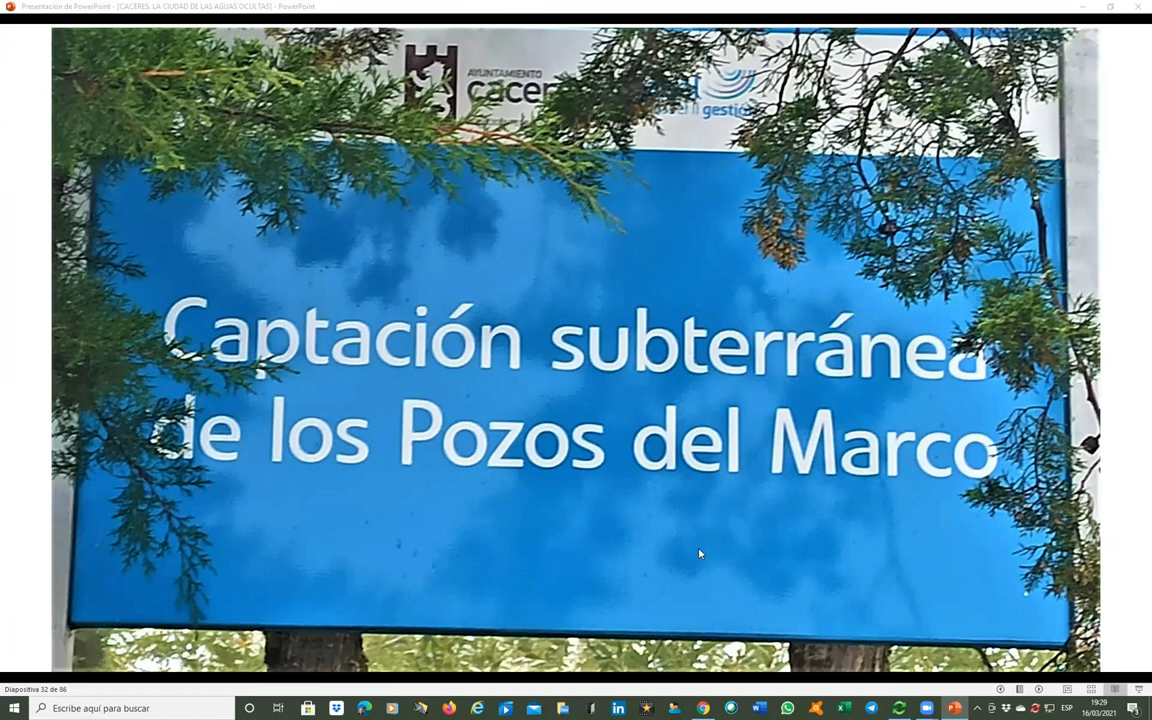 Presentación de PowerPoint - [CACERES. LA CIUDAD DE LAS AGUAS OCULTAS] - PowerPoint
AYUNTAMIENTO
gestión
Captación subterránea
de los Pozos del Marco
Diapositiva 32 de 86
Escribe aquí para buscar
ESP
19:29
16/03/2021